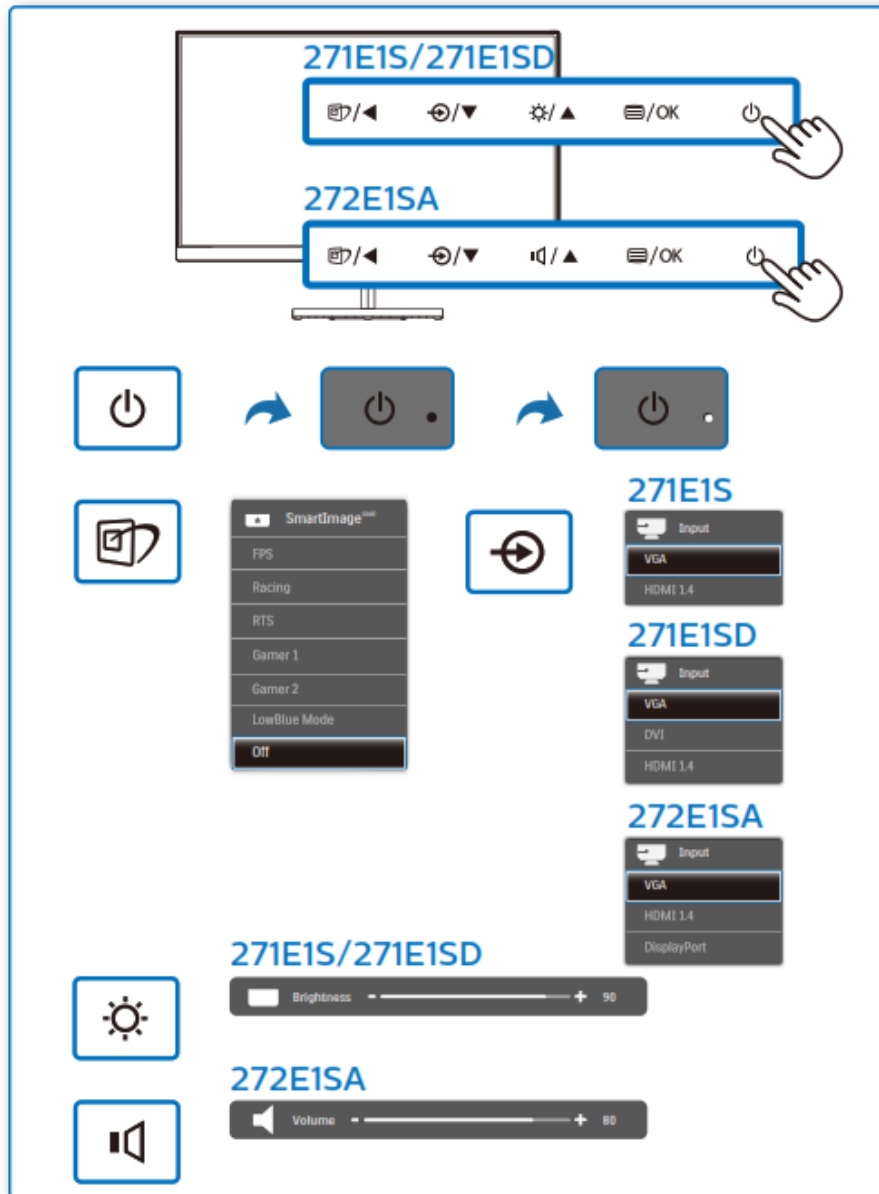 271E1S/271E1SD
/OK
272E1SA
/OK
SmartImage
FPS
Racing
RTS
Gamer 1
Gamer 2
LowBlue Mode
Off
271E1S
Input
VGA
HDMI 1.4
271E1SD
Input
VGA
DVI
HDMI 1.4
272E1SA
Input
VGA
HDMI 1.4
DisplayPort
271E1S/271E1SD
Brightness - + 90
272E1SA
Volume - + 80